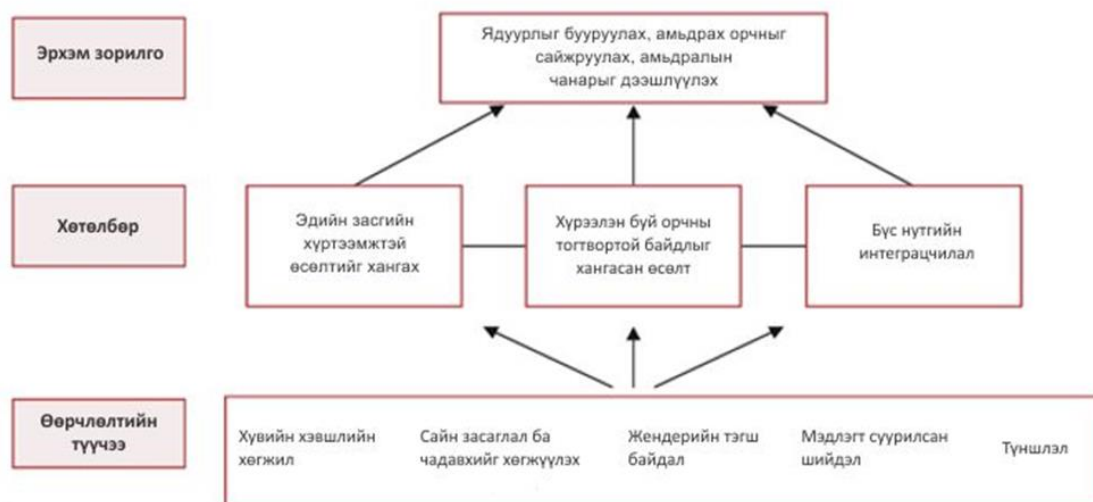 Эрхэм зорилго
Ядуурлыг бууруулах, амьдрах орчныг
сайжруулах, амьдралын
чанарыг дээшлүүлэх
Хөтөлбөр
Эдийн засгийн
хүртээмжтэй
өсөлтийг хангах
Хүрээлэн буй орчны
тогтвортой байдлыг
хангасан өсөлт
Бүс нутгийн
интеграцчилал
Өөрчлөлтийн
түүчээ
Хувийн хэвшлийн
хөгжил
Сайн засаглал ба
чадавхийг хөгжүүлэх
Жендерийн тэгш
байдал
Мэдлэгт суурилсан
шийдэл
Түншлэл